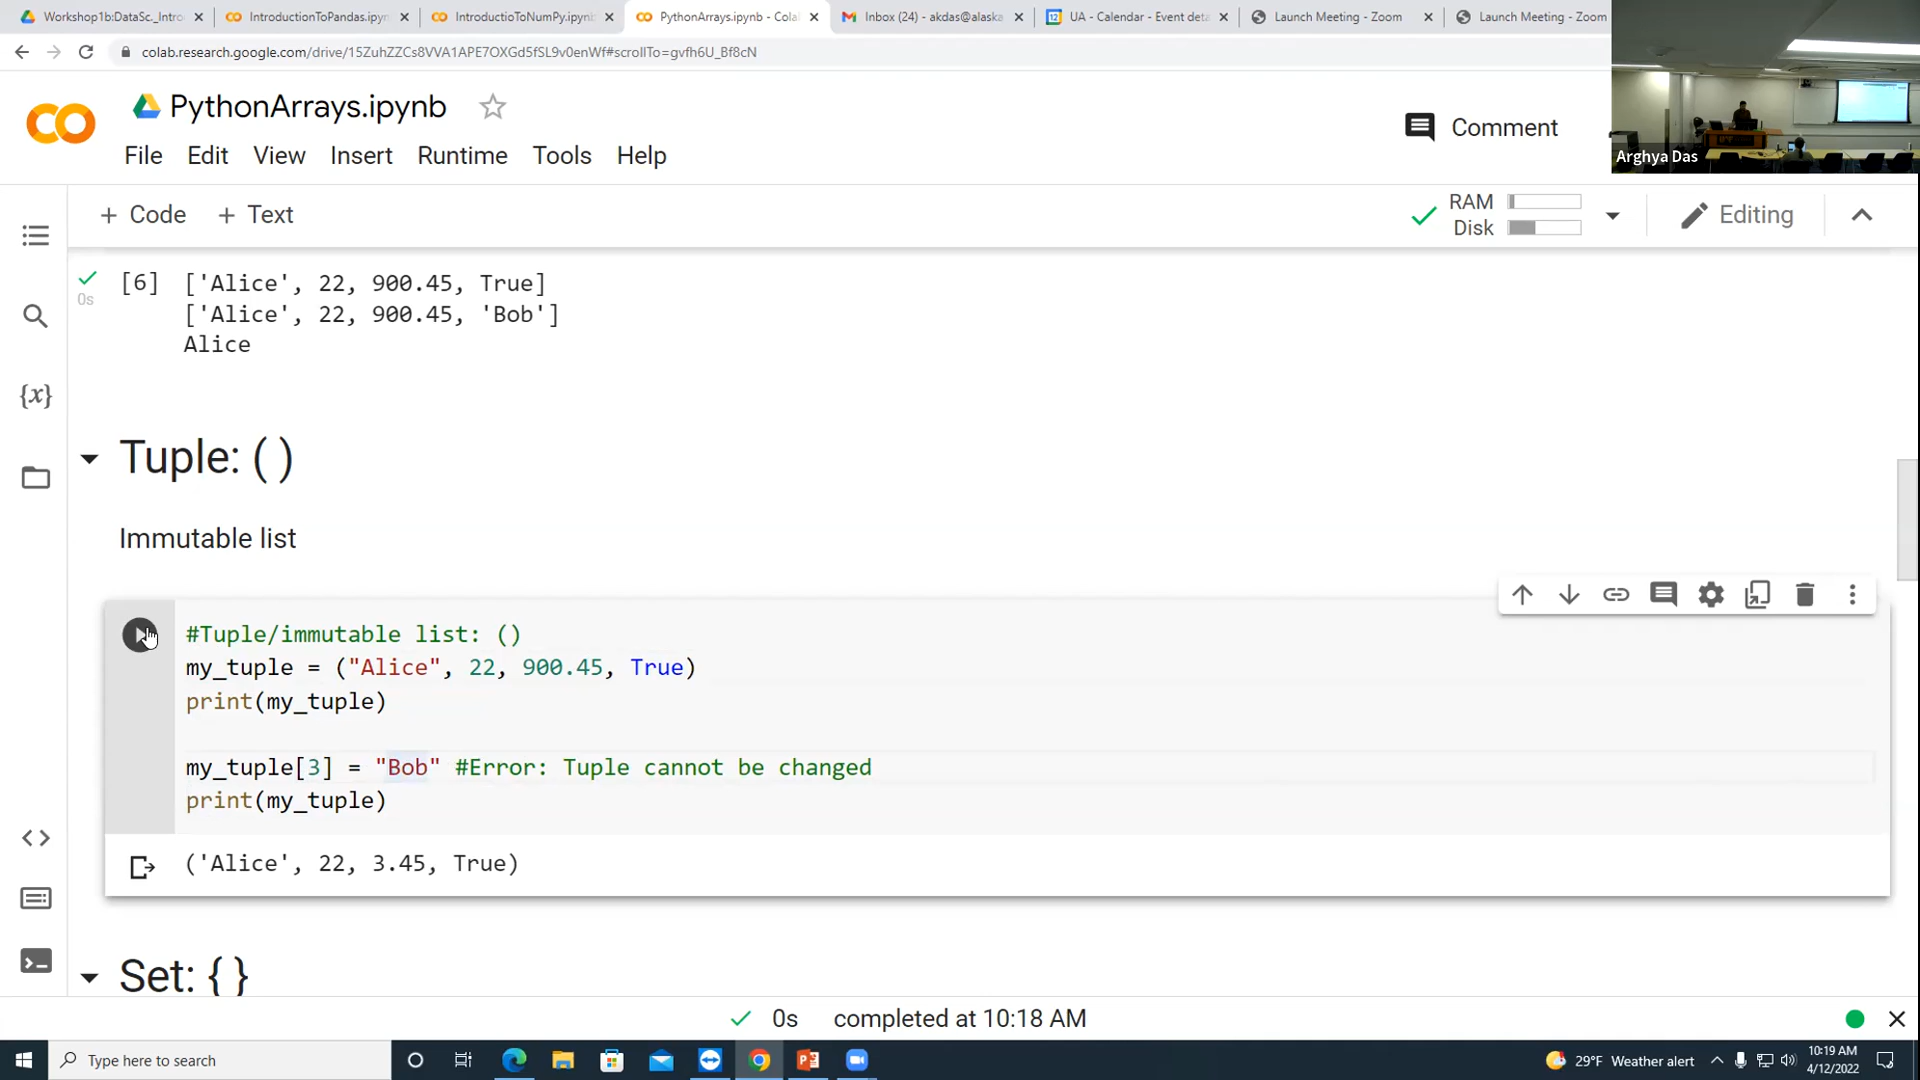 Workshop1b:DataSc._Intro
IntroductionToPandas.ipyn
IntroductioToNumPy.ipynb
PythonArrays.ipynb - Cola
Inbox (24) - akdas@alaska
UA - Calendar - Event deta
Launch Meeting - Zoom
Launch Meeting - Zoom
colab.research.google.com/drive/15ZuhZZCs8VVA1APE7OXGd5fSL9v0enWf#scrollTo=gvfh6U_Bf8cN
PythonArrays.ipynb
Comment
Arghya Das
File Edit View Insert Runtime Tools Help
+ Code + Text
RAM
Disk
Editing
[6] ['Alice', 22, 900.45, True]
0s
['Alice', 22, 900.45, 'Bob']
Alice
{x}
Tuple: ( )
Immutable list
#Tuple/immutable list: ()
my_tuple = ("Alice", 22, 900.45, True)
print(my_tuple)
my_tuple[3] = "Bob" #Error: Tuple cannot be changed
print(my_tuple)
('Alice', 22, 3.45, True)
Set: { }
0s completed at 10:18 AM
Type here to search
29°F Weather alert
10:19 AM
4/12/2022